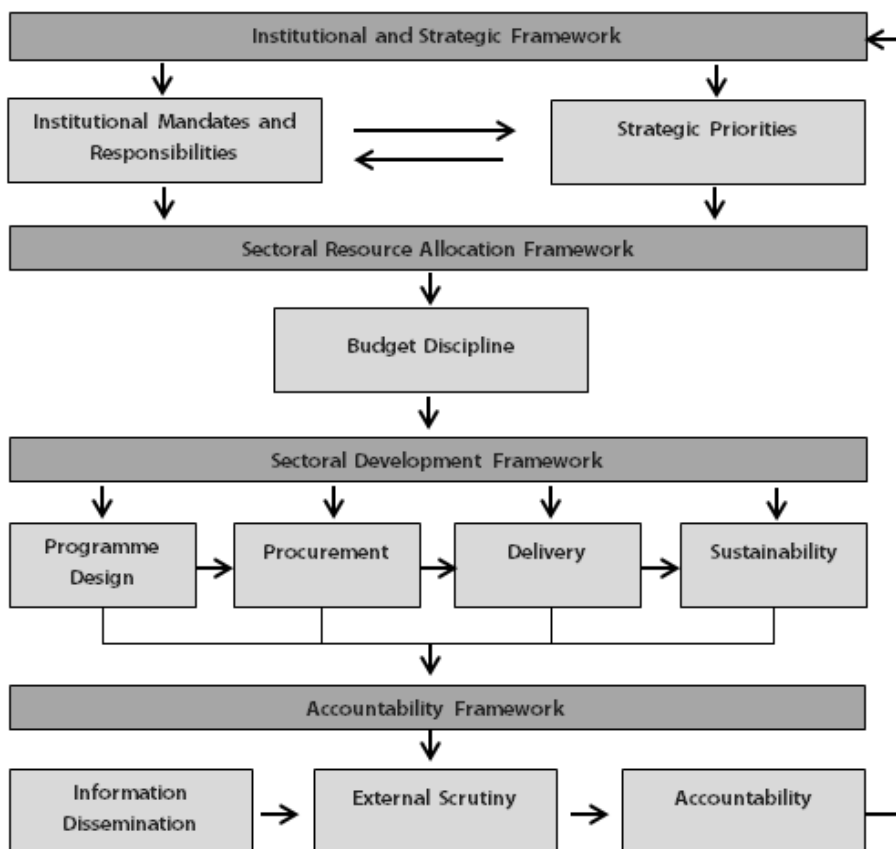 Institutional and Strategic Framework
Institutional Mandates and
Responsibilities
Strategic Priorities
Sectoral Resource Allocation Framework
Budget Discipline
Sectoral Development Framework
Programme
Design
Procurement
Delivery
Sustainability
Accountability Framework
Information
Dissemination
External Scrutiny
Accountability